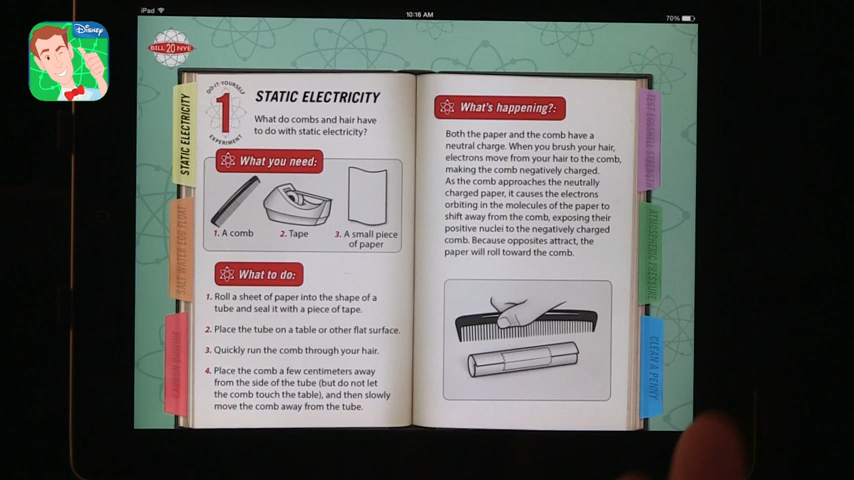 iPad
10:16 AM
70%
Disney
BILL 20 NYE
DO-IT-YOURSELF
1
EXPERIMENT
STATIC ELECTRICITY
What do combs and hair have
to do with static electricity?
What you need:
1. A comb
2. Tape
3. A small piece
of paper
What to do:
1. Roll a sheet of paper into the shape of a
tube and seal it with a piece of tape.
2. Place the tube on a table or other flat surface.
3. Quickly run the comb through your hair.
4. Place the comb a few centimeters away
from the side of the tube (but do not let
the comb touch the table), and then slowly
move the comb away from the tube.
What's happening?:
Both the paper and the comb have a
neutral charge. When you brush your hair,
electrons move from your hair to the comb,
making the comb negatively charged.
As the comb approaches the neutrally
charged paper, it causes the electrons
orbiting in the molecules of the paper to
shift away from the comb, exposing their
positive nuclei to the negatively charged
comb. Because opposites attract, the
paper will roll toward the comb.
STATIC ELECTRICITY
SALT WATER EGG FLOAT
CARBON DIOXIDE
TEST EGGSHELL STRENGTH
ATMOSPHERIC PRESSURE
CLEAN A PENNY